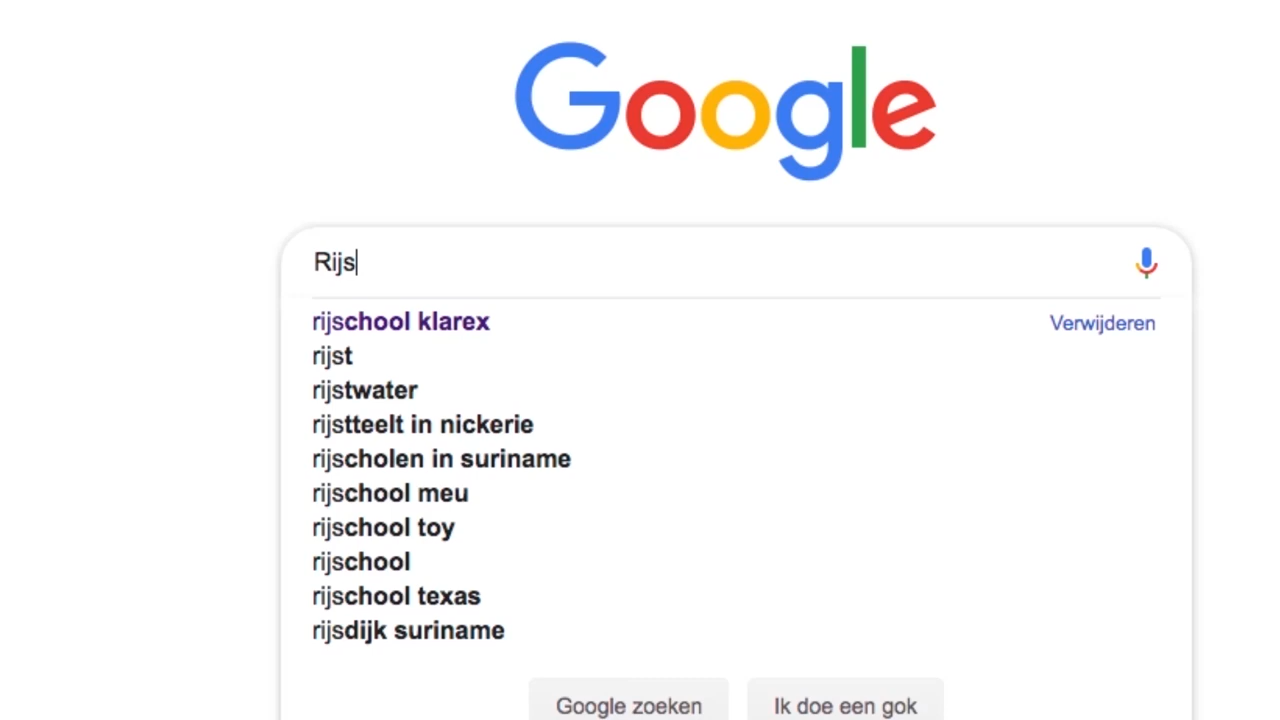 Google
Rijs
rijschool klarex Verwijderen
rijst
rijstwater
rijstteelt in nickerie
rijscholen in suriname
rijschool meu
rijschool toy
rijschool
rijschool texas
rijsdijk suriname
Google zoeken Ik doe een gok